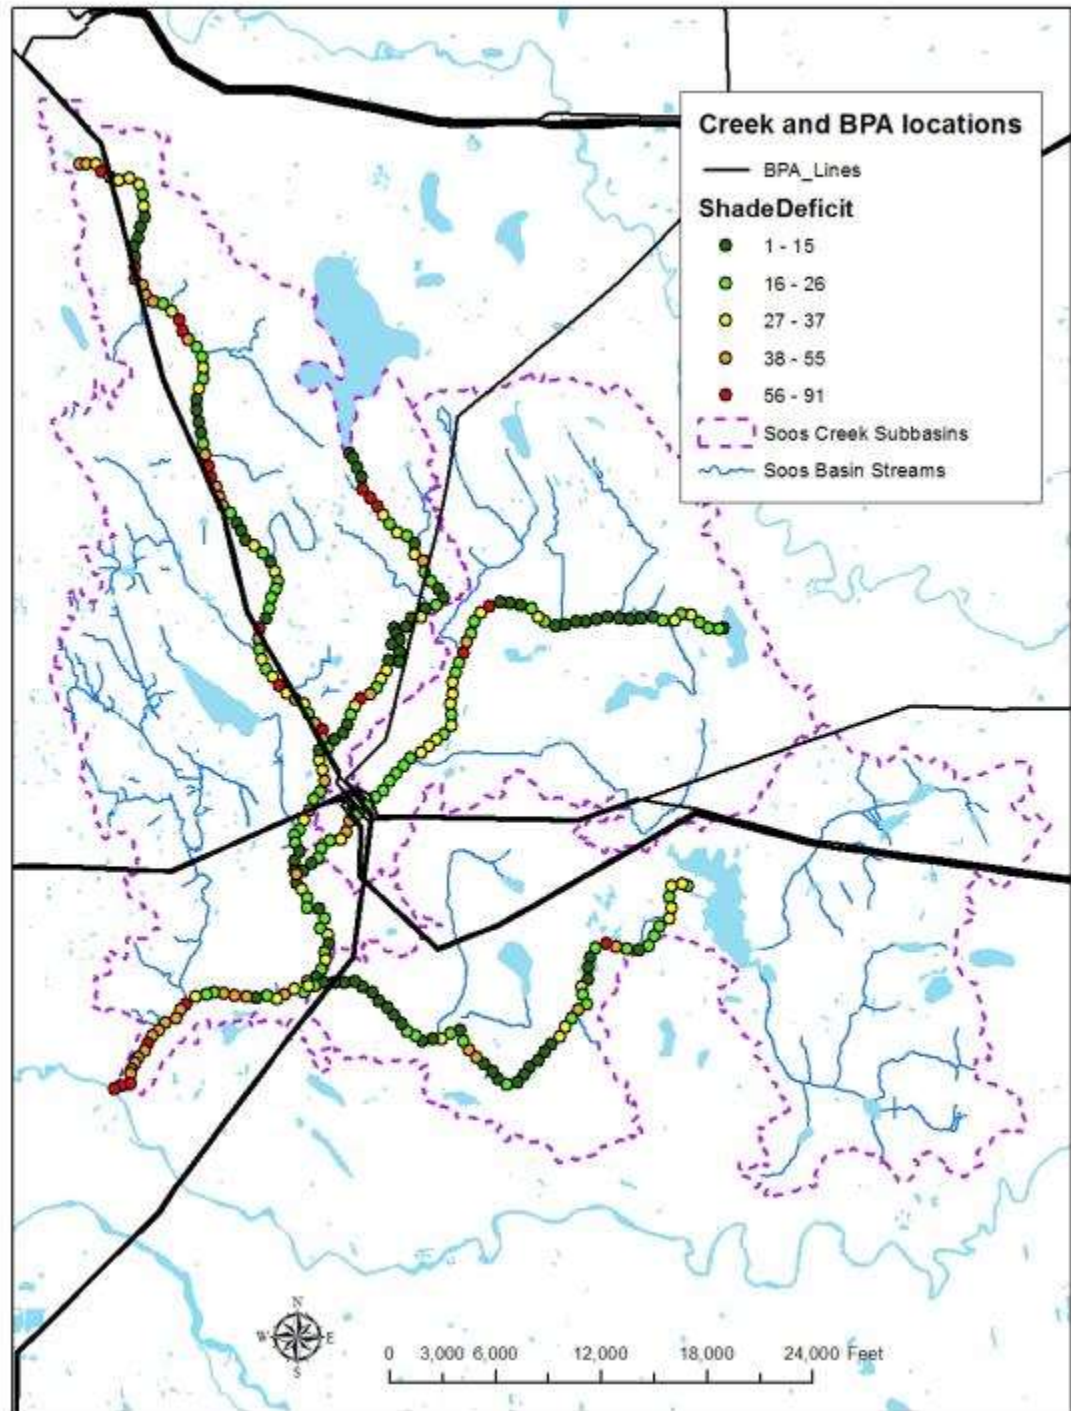 Creek and BPA locations
BPA_Lines
ShadeDeficit
1 - 15
16 - 26
27 - 37
38 - 55
56 - 91
Soos Creek Subbasins
Soos Basin Streams
N
W E
S
0 3,000 6,000 12,000 18,000 24,000 Feet